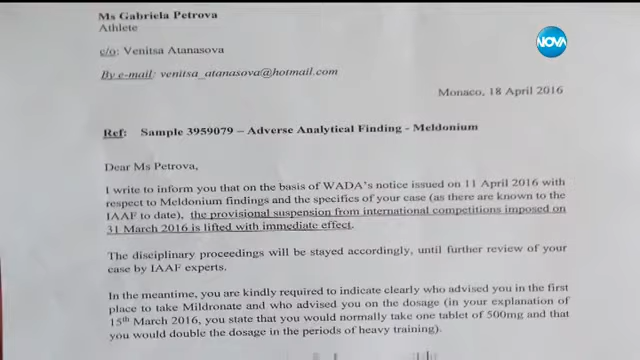 Ms Gabriela Petrova
Athlete
c/o: Venitsa Atanasova
By e-mail: venitsa_atanasova@hotmail.com
NOVA
Monaco, 18 April 2016
Ref: Sample 3959079 – Adverse Analytical Finding - Meldonium
Dear Ms Petrova,
I write to inform you that on the basis of WADA's notice issued on 11 April 2016 with
respect to Meldonium findings and the specifics of your case (as there are known to the
IAAF to date), the provisional suspension from international competitions imposed on
31 March 2016 is lifted with immediate effect.
The disciplinary proceedings will be stayed accordingly, until further review of your
case by IAAF experts.
In the meantime, you are kindly required to indicate clearly who advised you in the first
place to take Mildronate and who advised you on the dosage (in your explanation of
15th March 2016, you state that you would normally take one tablet of 500mg and that
you would double the dosage in the periods of heavy training).